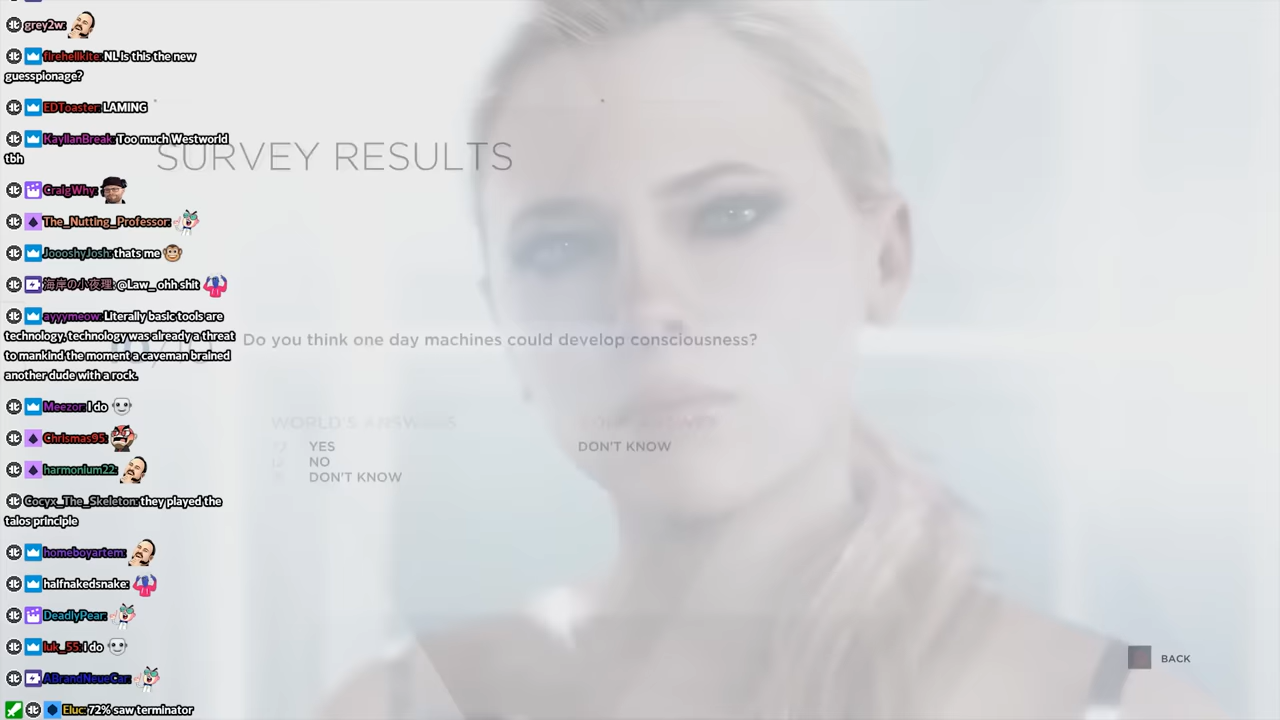 grey2w:
firehellkite: NL is this the new
guesspionage?
EDToaster: LAMING
KayllanBreak: Too much Westworld
tbh
SURVEY RESULTS
CraigWhy:
The_Nutting_Professor:
JoooshyJosh: thats me
海岸の小夜理: @Law_ ohh shit
ayyymeow: Literally basic tools are
technology, technology was already a threat
to mankind the moment a caveman brained
another dude with a rock.
Do you think one day machines could develop consciousness?
Meezor: I do
WORLD'S ANSWERS
YES
NO
DON'T KNOW
DON'T KNOW
Chrismas95:
harmonium22:
Cocyx_The_Skeleton: they played the
talos principle
homeboyartem:
halfnakedsnake:
DeadlyPear:
luk_55: I do
ABrandNeueCar:
Eluc: 72% saw terminator
BACK